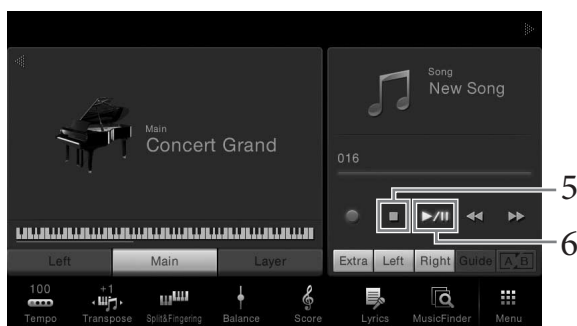 Song
New Song
Main
Concert Grand
016
5
6
Left
Main
Layer
Extra
Left
Right
Guide
A B
100
+1
Tempo
Transpose
Split&Fingering
Balance
Score
Lyrics
MusicFinder
Menu